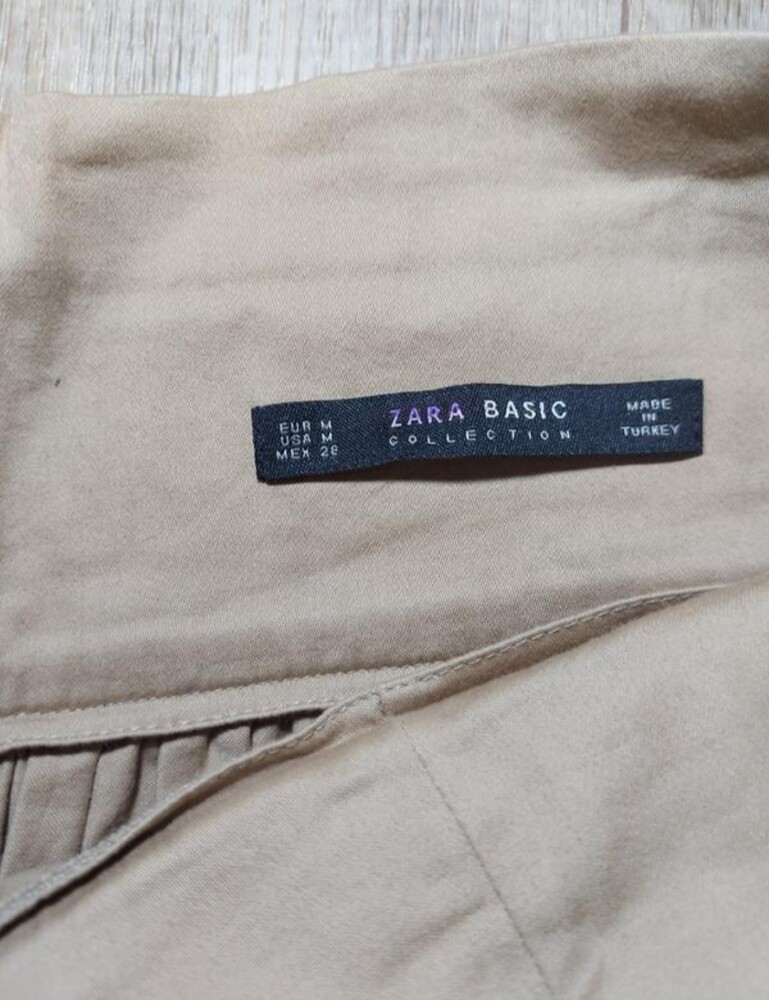 EUR M
USA M
MEX 28
ZARA BASIC
COLLECTION
MADE
IN
TURKEY